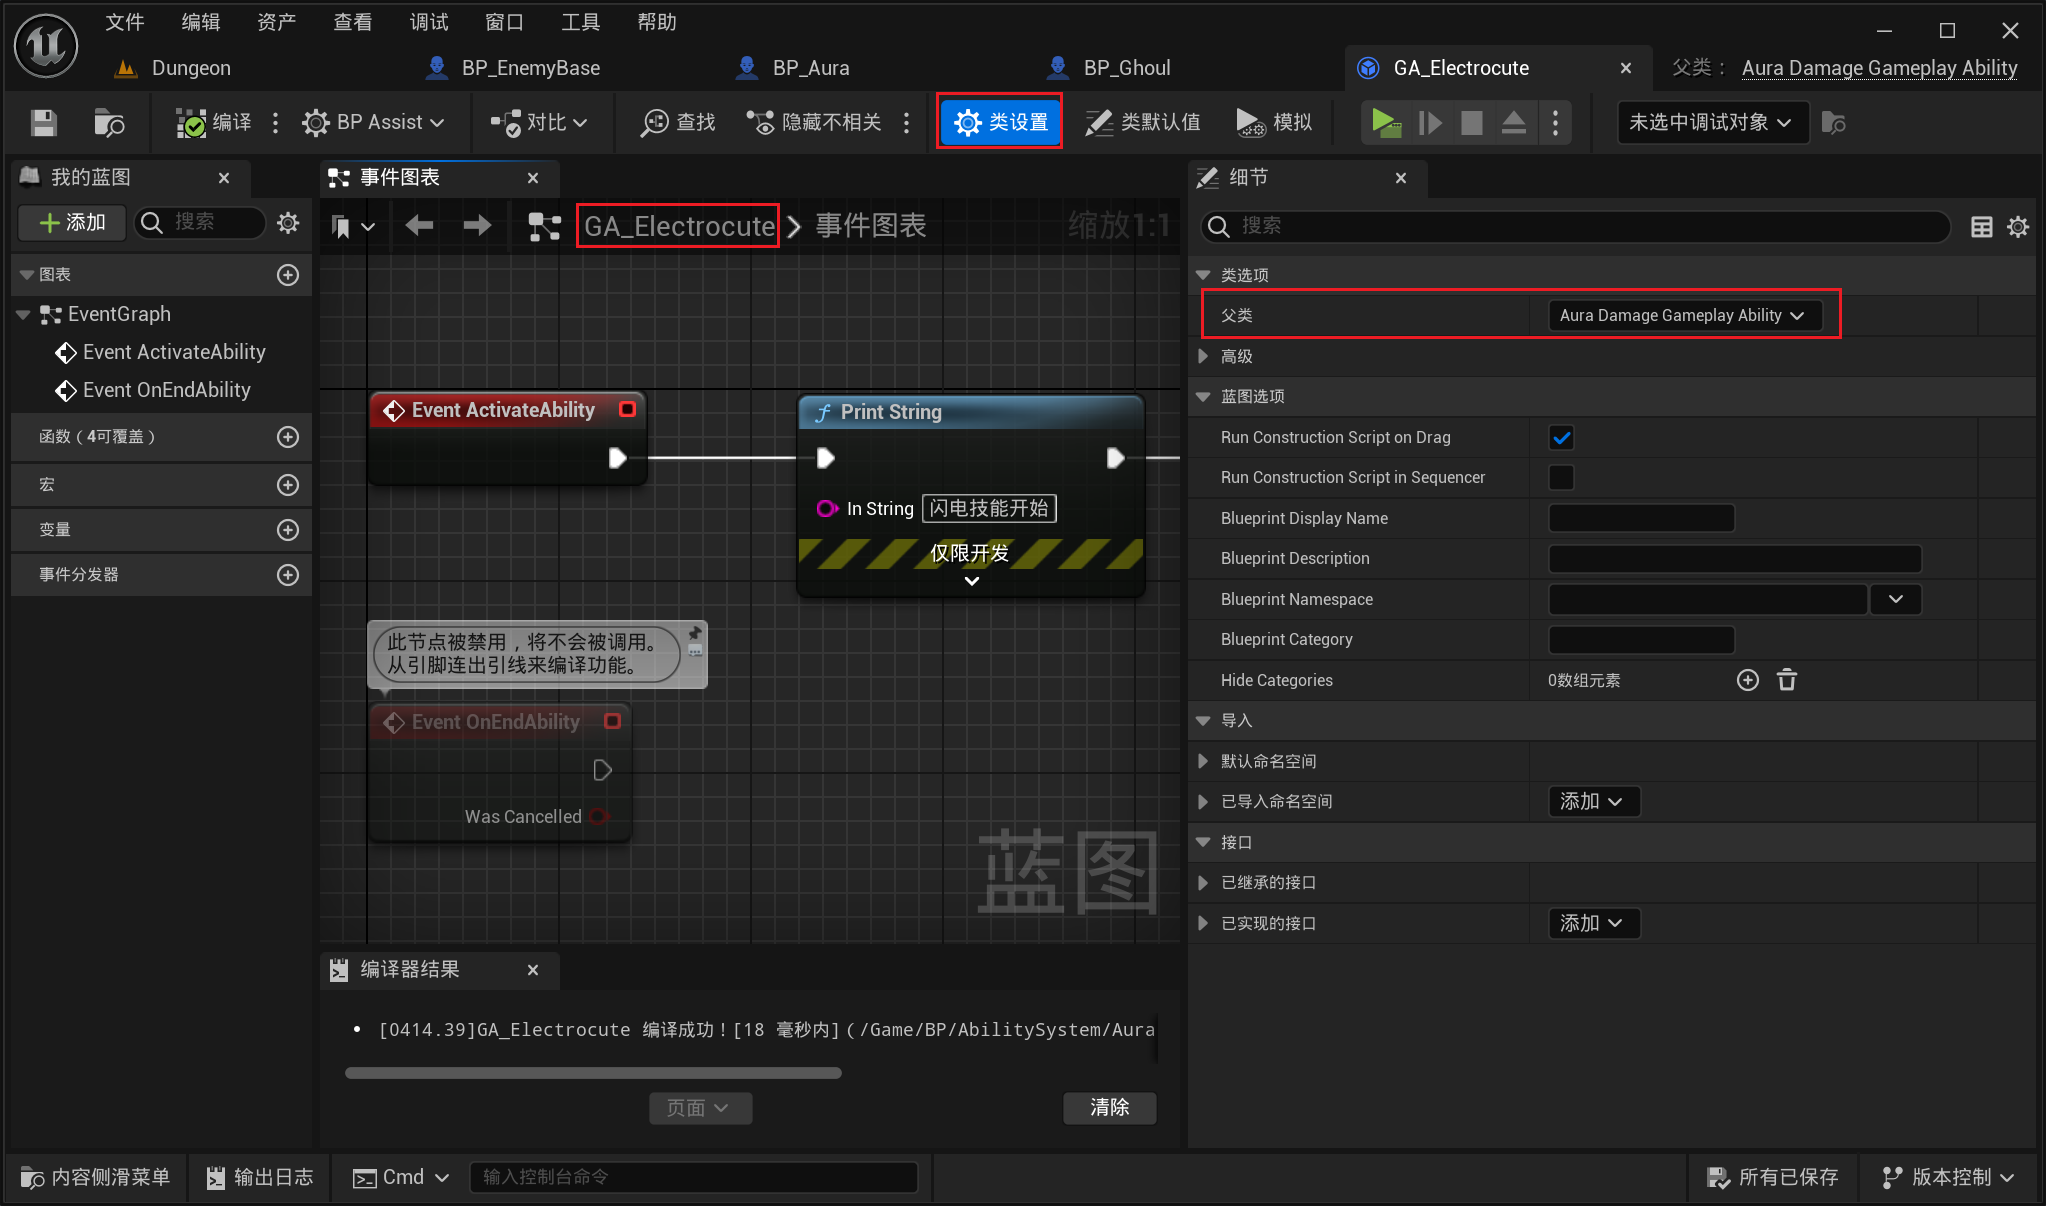 文件 编辑 资产 查看 调试 窗口 工具 帮助
Dungeon BP_EnemyBase BP_Aura BP_Ghoul GA_Electrocute 父类： Aura Damage Gameplay Ability
编译 BP Assist 对比 查找 隐藏不相关 类设置 类默认值 模拟 未选中调试对象
我的蓝图
添加 搜索
图表
EventGraph
Event ActivateAbility
Event OnEndAbility
函数（4可覆盖）
宏
变量
事件分发器
事件图表
GA_Electrocute 事件图表 缩放1:1
Event ActivateAbility
Print String
In String 闪电技能开始
仅限开发
此节点被禁用，将不会被调用。
从引脚连出引线来编译功能。
Event OnEndAbility
Was Cancelled
蓝图
编译器结果
• [0414.39]GA_Electrocute 编译成功！[18 毫秒内]（/Game/BP/AbilitySystem/Aura
页面 清除
细节
搜索
类选项
父类 Aura Damage Gameplay Ability
高级
蓝图选项
Run Construction Script on Drag
Run Construction Script in Sequencer
Blueprint Display Name
Blueprint Description
Blueprint Namespace
Blueprint Category
Hide Categories 0数组元素
导入
默认命名空间
已导入命名空间 添加
接口
已继承的接口
已实现的接口 添加
内容侧滑菜单 输出日志 Cmd 输入控制台命令 所有已保存 版本控制